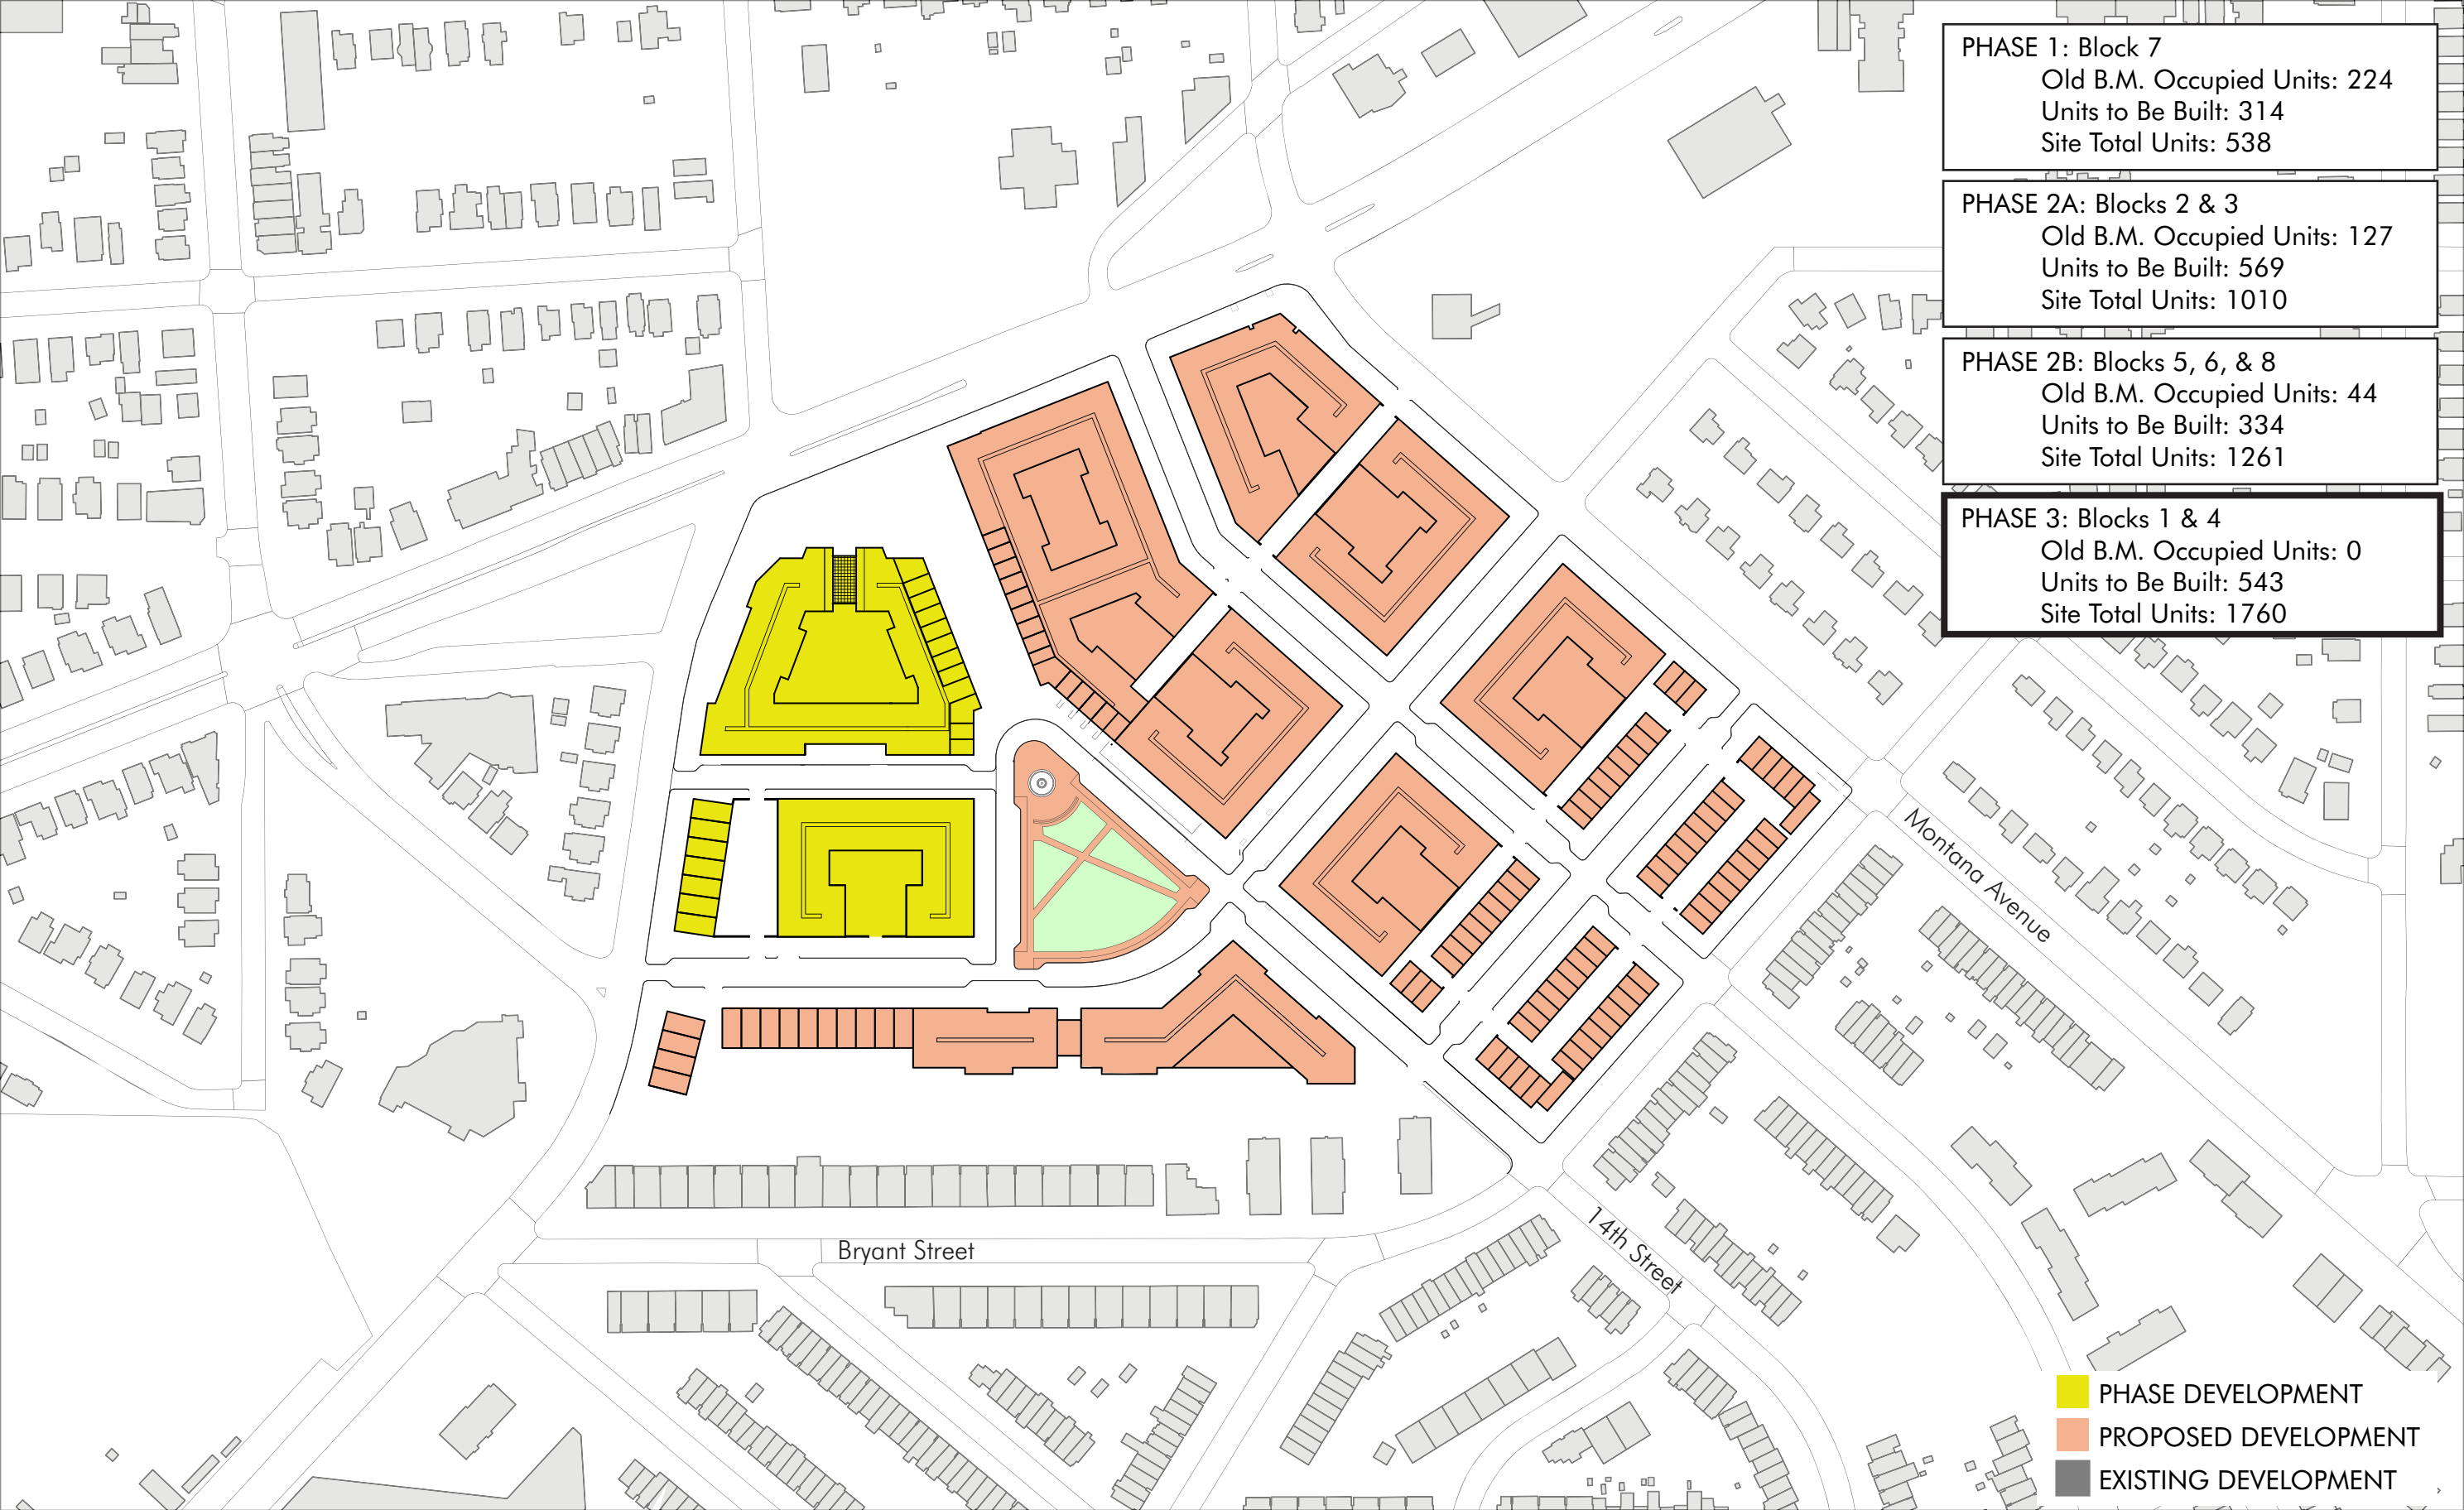 PHASE 1: Block 7
Old B.M. Occupied Units: 224
Units to Be Built: 314
Site Total Units: 538
PHASE 2A: Blocks 2 & 3
Old B.M. Occupied Units: 127
Units to Be Built: 569
Site Total Units: 1010
PHASE 2B: Blocks 5, 6, & 8
Old B.M. Occupied Units: 44
Units to Be Built: 334
Site Total Units: 1261
PHASE 3: Blocks 1 & 4
Old B.M. Occupied Units: 0
Units to Be Built: 543
Site Total Units: 1760
Montana Avenue
14th Street
Bryant Street
PHASE DEVELOPMENT
PROPOSED DEVELOPMENT
EXISTING DEVELOPMENT